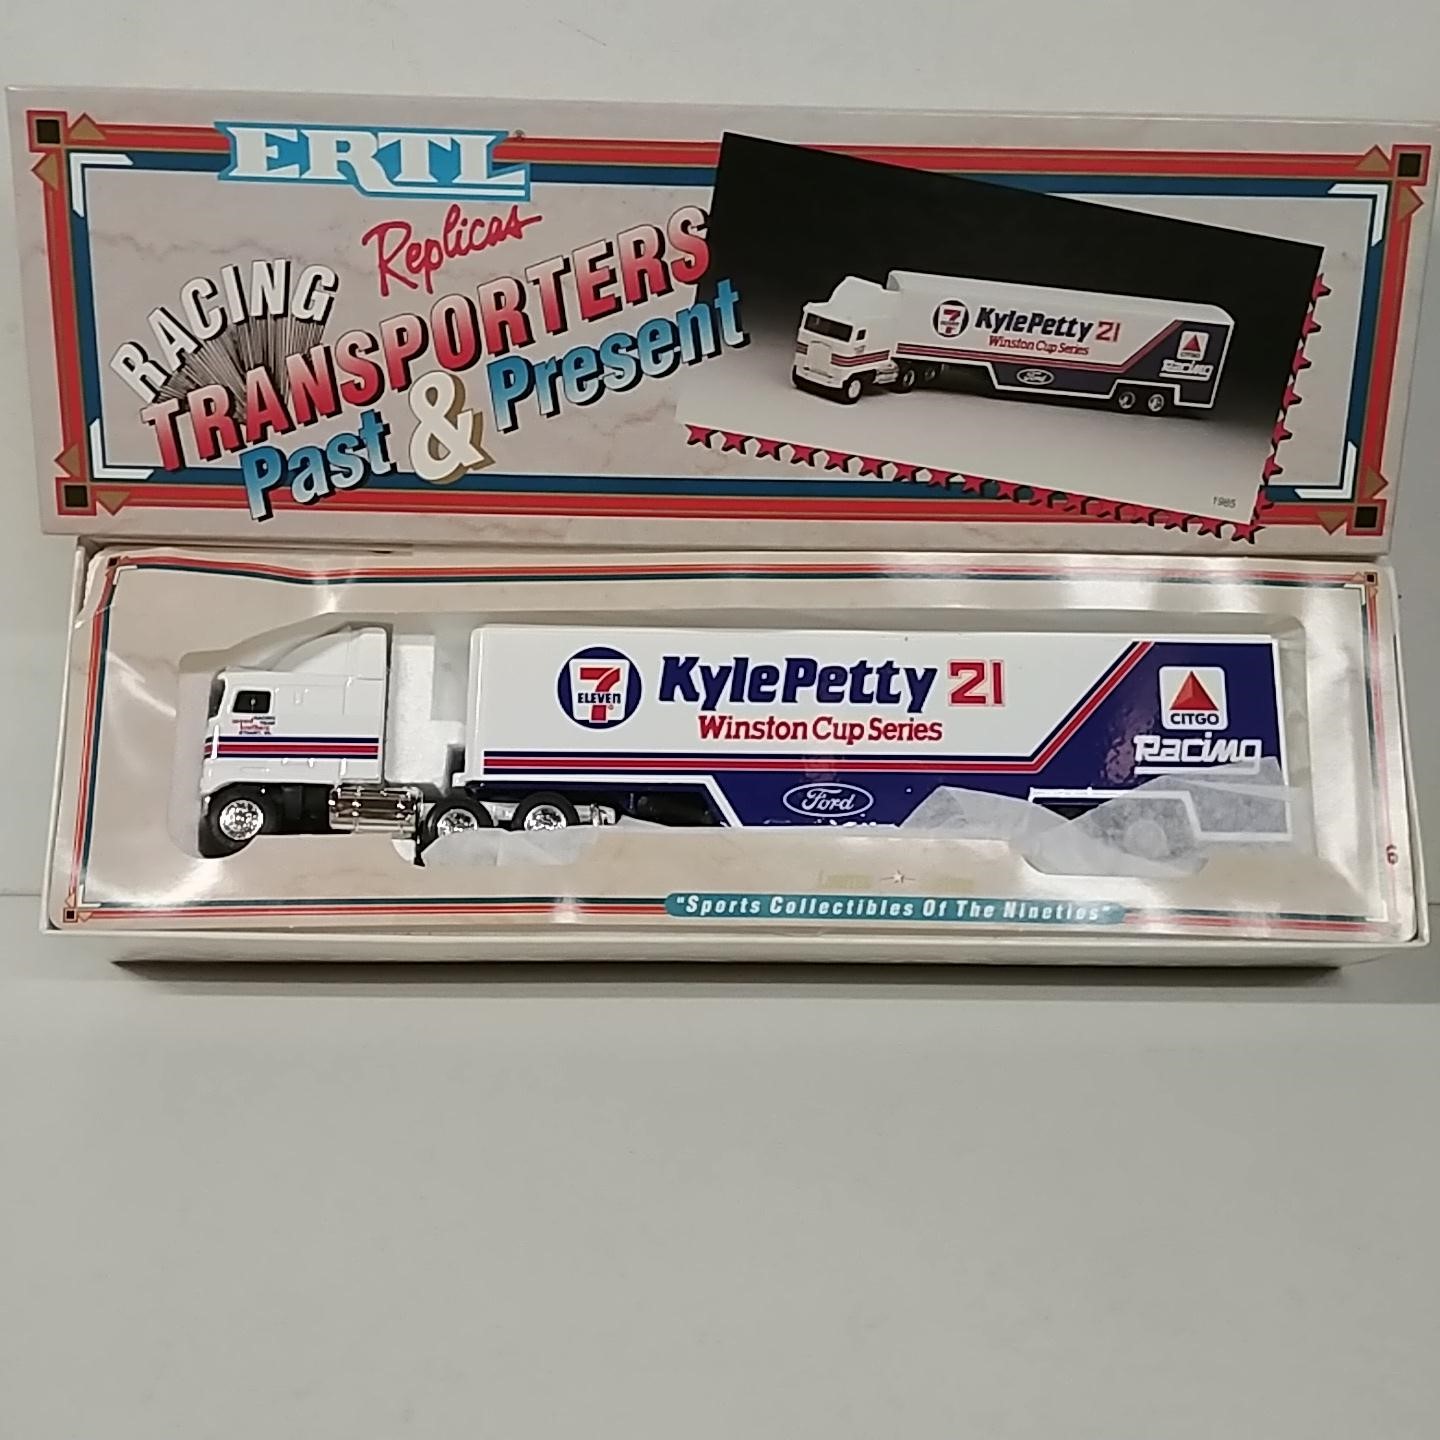 ERTL®
Replicas
RACING
TRANSPORTERS
Past & Present
7
ELEVEN
KylePetty 21
Winston Cup Series
Ford
CITGO
Racing
1985
7
ELEVEN
KylePetty 21
Winston Cup Series
Ford
CITGO
Racing
"Sports Collectibles Of The Nineties"